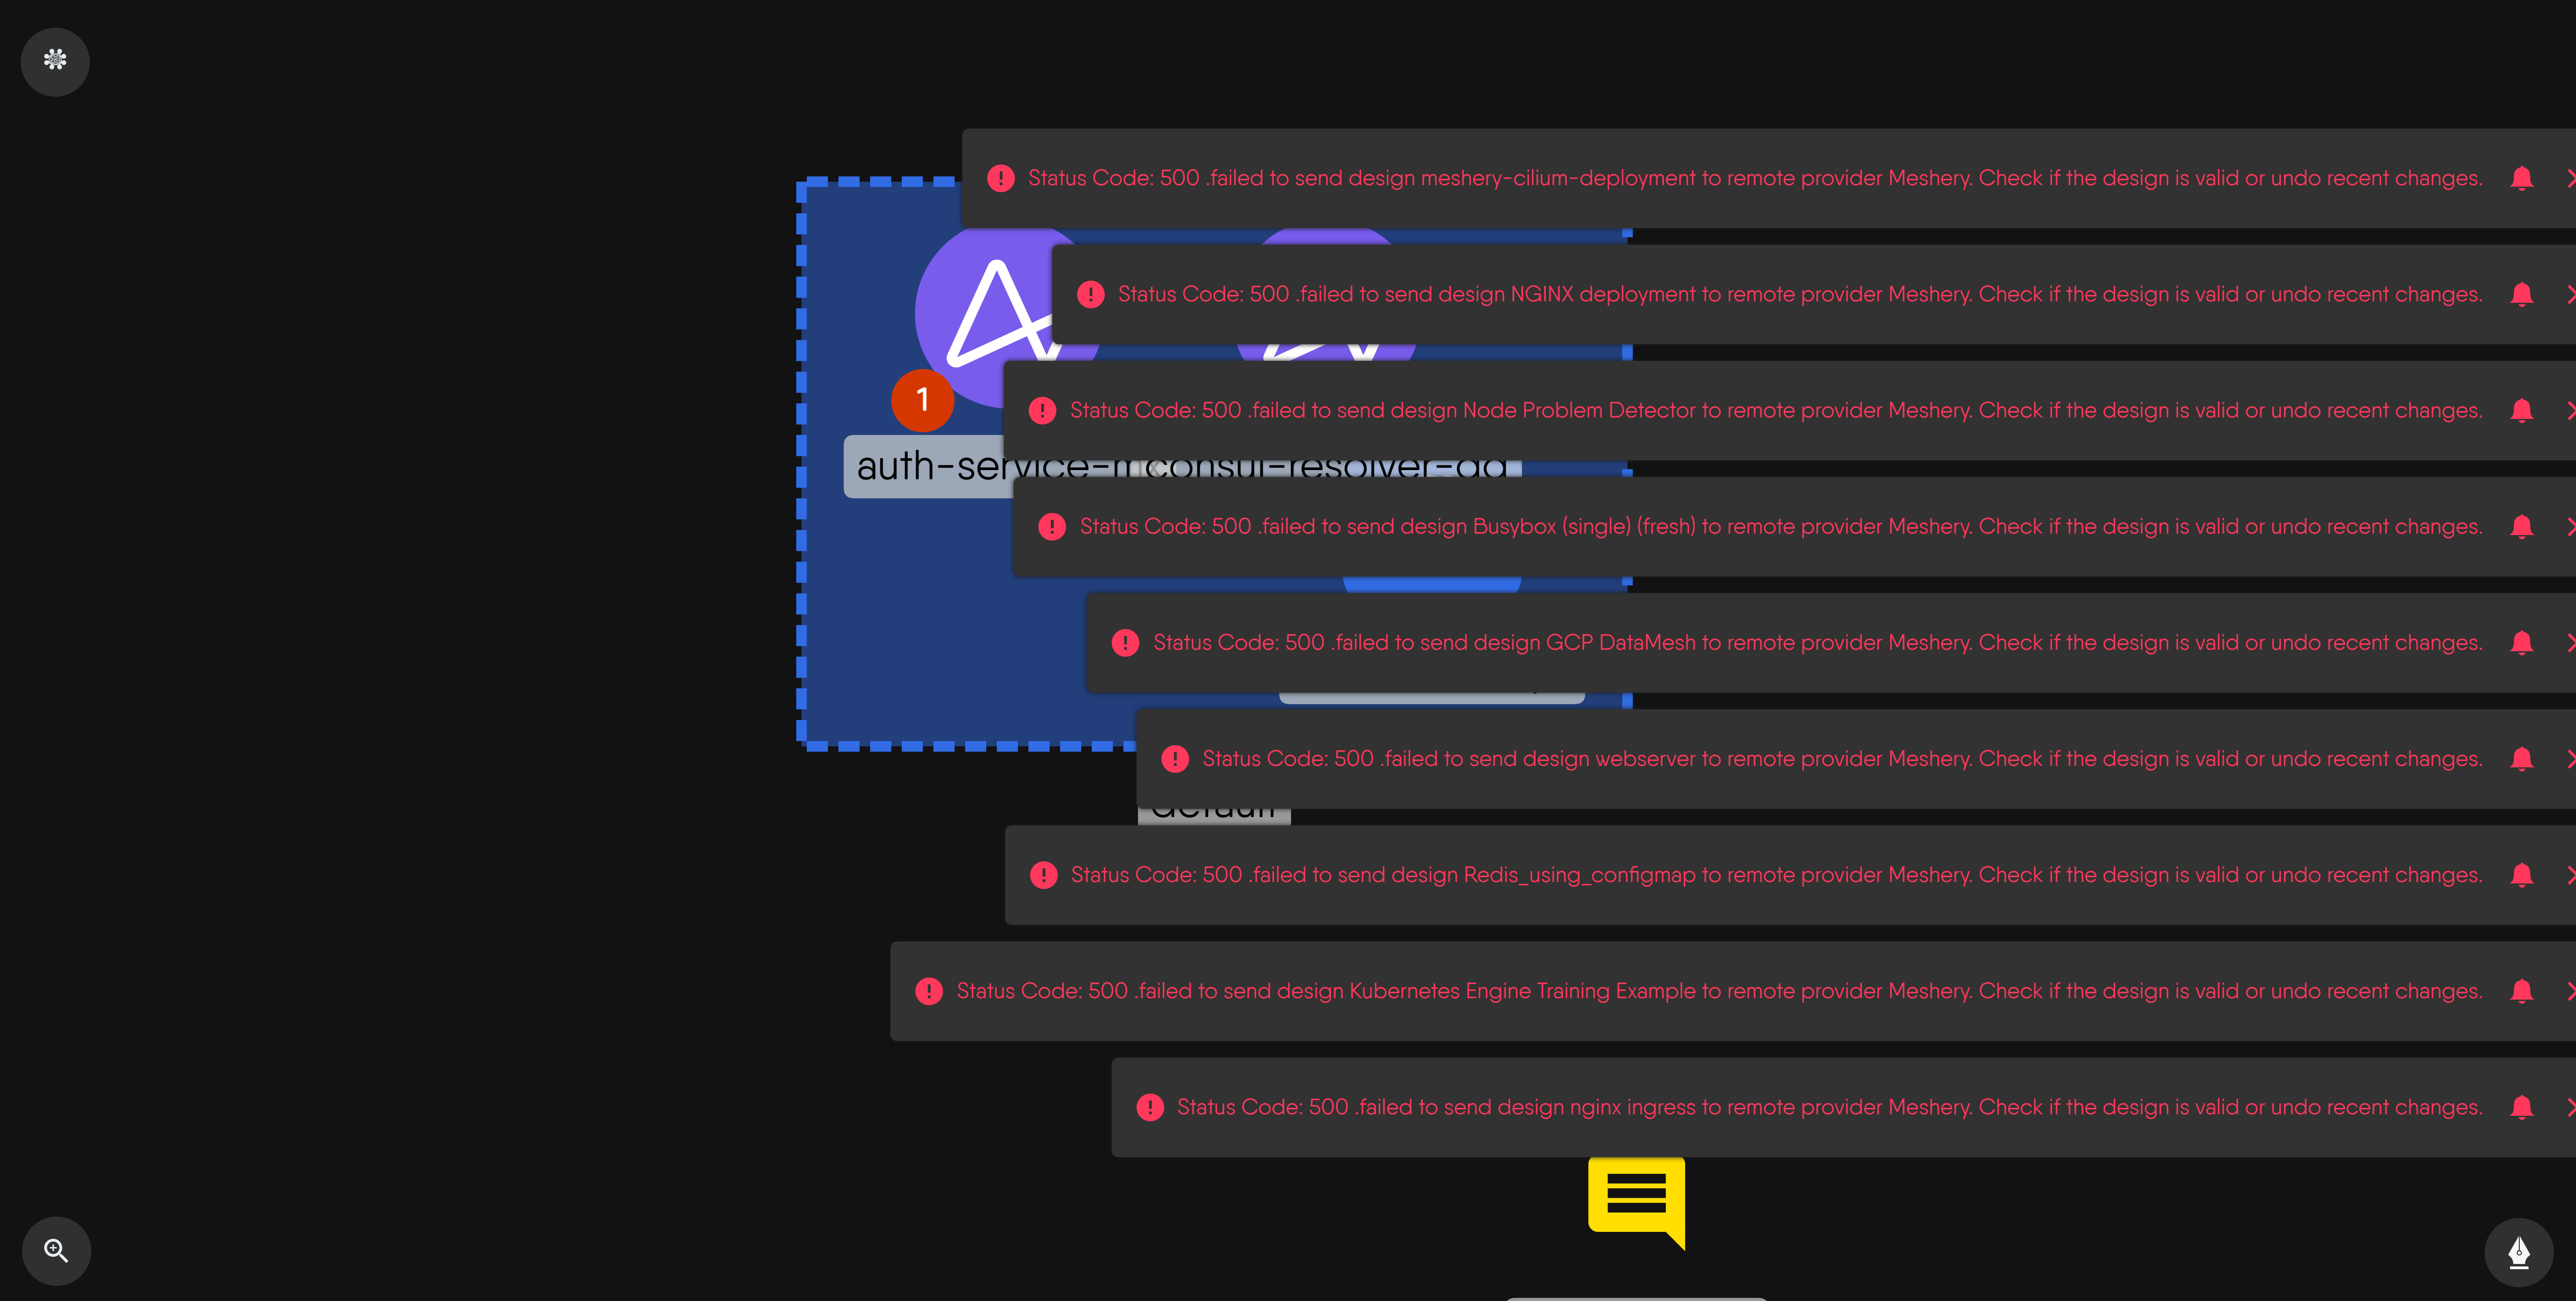 Status Code: 500 .failed to send design meshery-cilium-deployment to remote provider Meshery. Check if the design is valid or undo recent changes.
Status Code: 500 .failed to send design NGINX deployment to remote provider Meshery. Check if the design is valid or undo recent changes.
1
Status Code: 500 .failed to send design Node Problem Detector to remote provider Meshery. Check if the design is valid or undo recent changes.
auth-service-mconsul-resolver-dd
Status Code: 500 .failed to send design Busybox (single) (fresh) to remote provider Meshery. Check if the design is valid or undo recent changes.
Status Code: 500 .failed to send design GCP DataMesh to remote provider Meshery. Check if the design is valid or undo recent changes.
Status Code: 500 .failed to send design webserver to remote provider Meshery. Check if the design is valid or undo recent changes.
default
Status Code: 500 .failed to send design Redis_using_configmap to remote provider Meshery. Check if the design is valid or undo recent changes.
Status Code: 500 .failed to send design Kubernetes Engine Training Example to remote provider Meshery. Check if the design is valid or undo recent changes.
Status Code: 500 .failed to send design nginx ingress to remote provider Meshery. Check if the design is valid or undo recent changes.